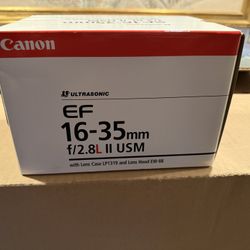 Canon
ULTRASONIC
EF
16-35mm
f/2.8L II USM
with Lens Case LP1319 and Lens Hood EW-88